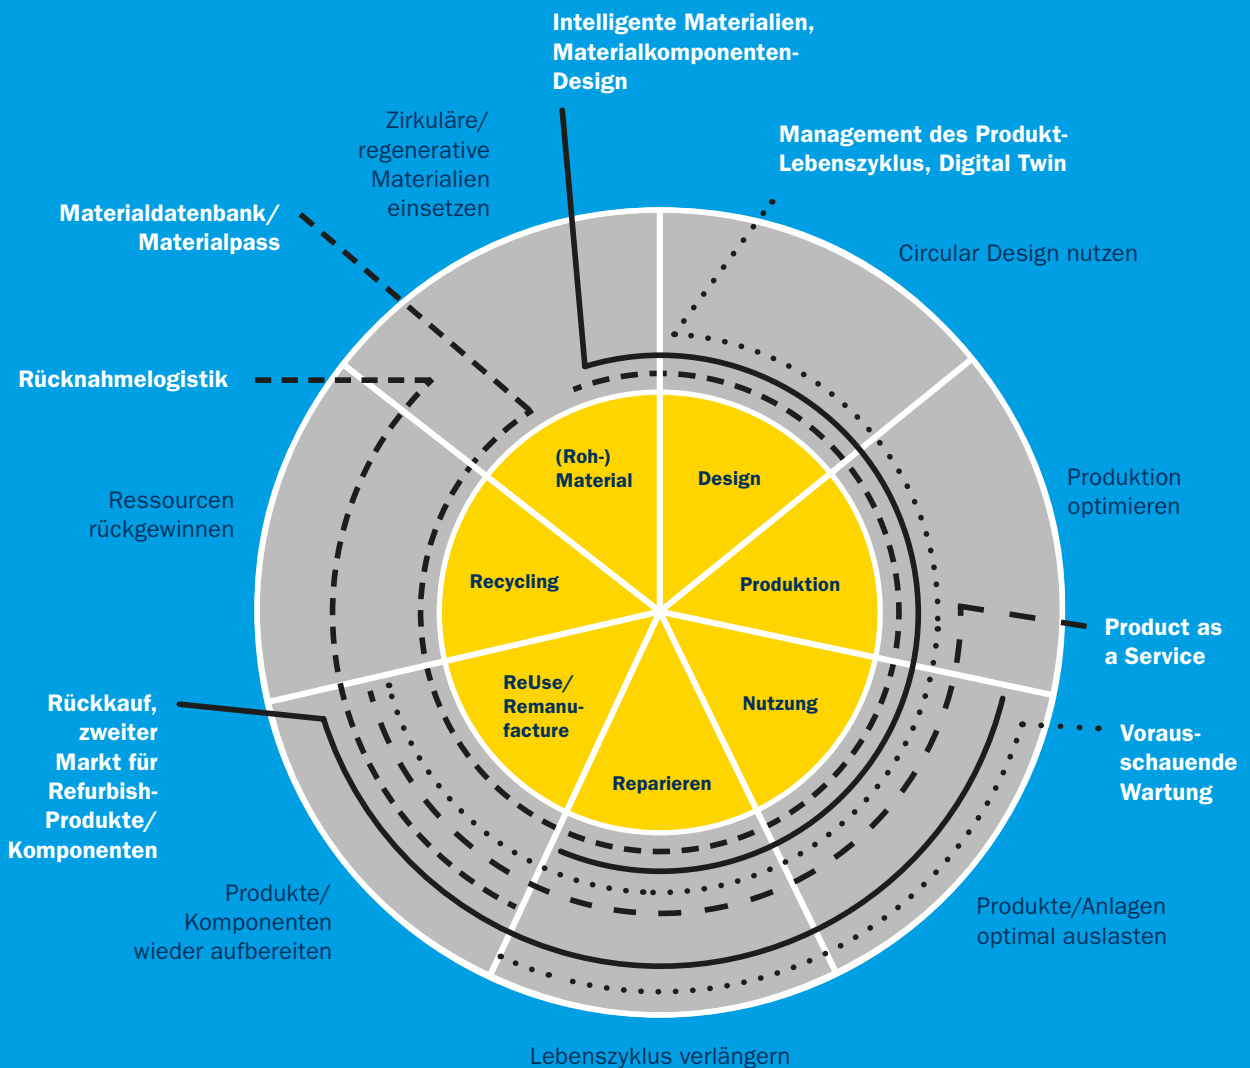 Intelligente Materialien,
Materialkomponenten-
Design
Zirkuläre/
regenerative
Materialien
einsetzen
Management des Produkt-
Lebenszyklus, Digital Twin
Materialdatenbank/
Materialpass
Circular Design nutzen
Rücknahmelogistik
(Roh-)
Material
Design
Ressourcen
rückgewinnen
Produktion
optimieren
Recycling
Produktion
Product as
a Service
ReUse/
Remanu-
facture
Nutzung
Reparieren
Rückkauf,
zweiter
Markt für
Refurbish-
Produkte/
Komponenten
Voraus-
schauende
Wartung
Produkte/
Komponenten
wieder aufbereiten
Produkte/Anlagen
optimal auslasten
Lebenszyklus verlängern